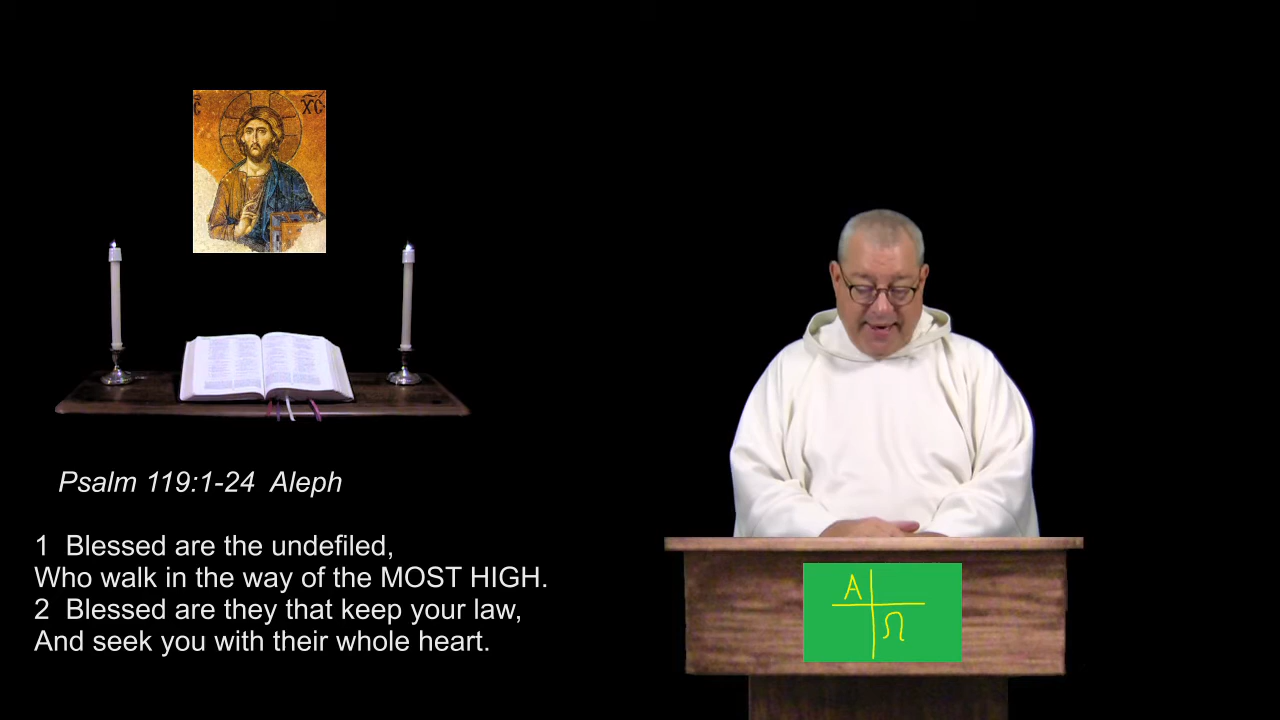 C XC
Psalm 119:1-24 Aleph
1 Blessed are the undefiled,
Who walk in the way of the MOST HIGH.
2 Blessed are they that keep your law,
And seek you with their whole heart.
A
Ω